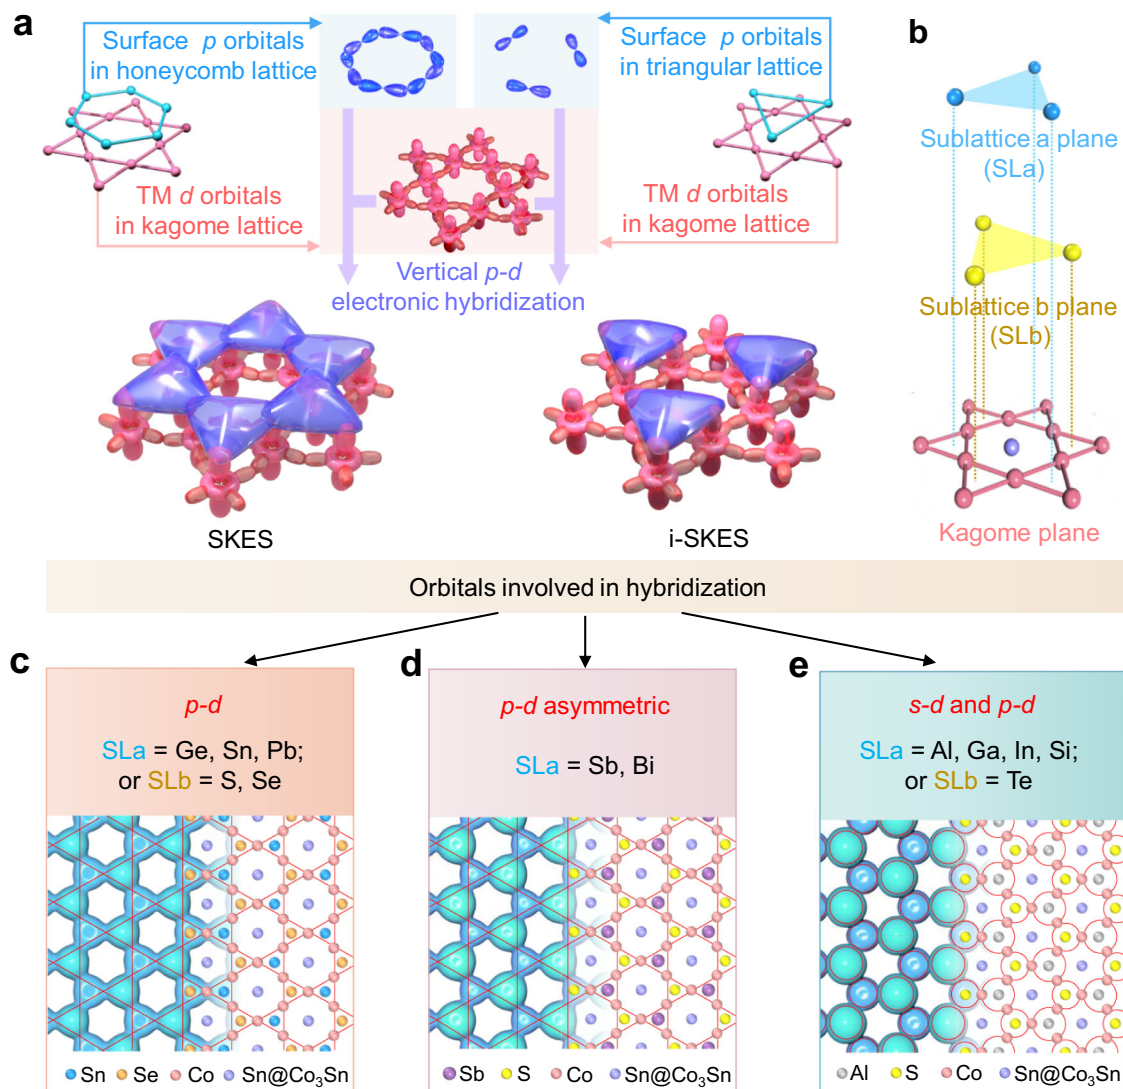 a
Surface p orbitals
in honeycomb lattice
Surface p orbitals
in triangular lattice
TM d orbitals
in kagome lattice
TM d orbitals
in kagome lattice
Vertical p-d
electronic hybridization
SKES
i-SKES
b
Sublattice a plane
(SLa)
Sublattice b plane
(SLb)
Kagome plane
Orbitals involved in hybridization
c
p-d
SLa = Ge, Sn, Pb;
or SLb = S, Se
Sn Se Co Sn@Co₃Sn
d
p-d asymmetric
SLa = Sb, Bi
Sb S Co Sn@Co₃Sn
e
s-d and p-d
SLa = Al, Ga, In, Si;
or SLb = Te
Al S Co Sn@Co₃Sn